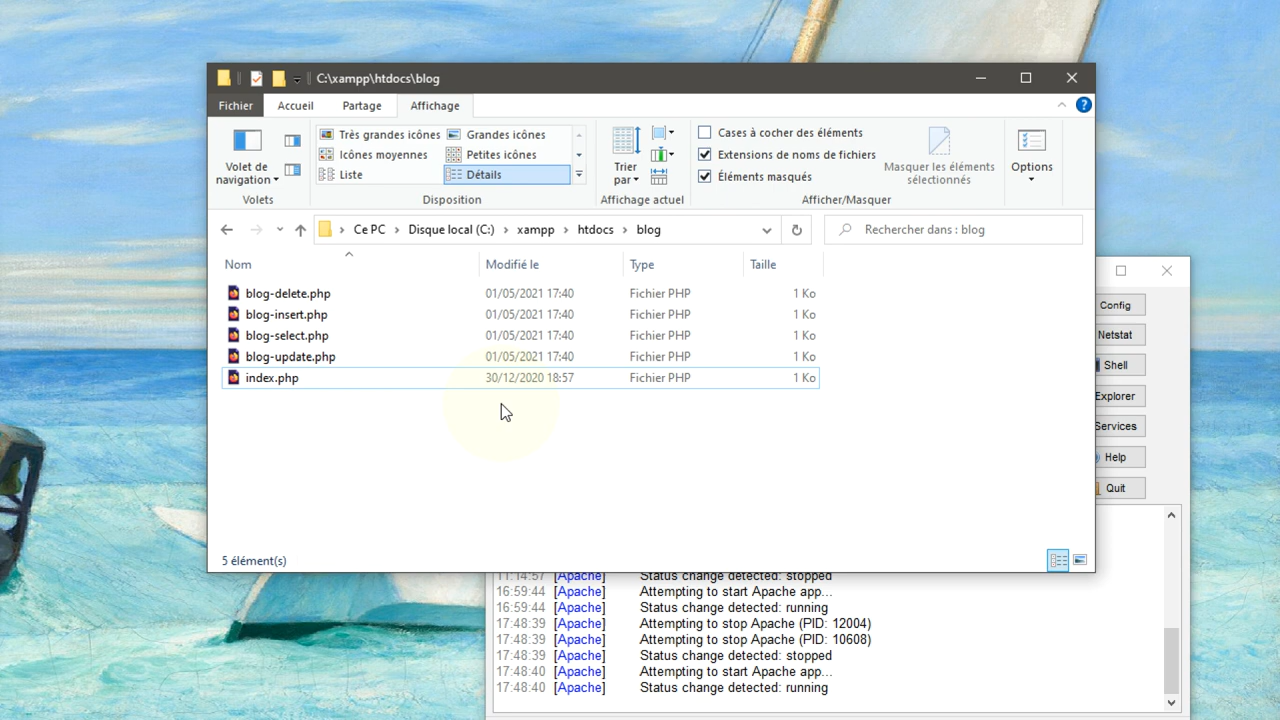 C:\xampp\htdocs\blog
Fichier Accueil Partage Affichage
Volet de navigation
Très grandes icônes Grandes icônes
Icônes moyennes Petites icônes
Liste Détails
Trier par
Cases à cocher des éléments
Extensions de noms de fichiers
Éléments masqués
Masquer les éléments sélectionnés
Options
Volets Disposition Affichage actuel Afficher/Masquer
Ce PC Disque local (C:) xampp htdocs blog
Rechercher dans : blog
Nom Modifié le Type Taille
blog-delete.php 01/05/2021 17:40 Fichier PHP 1 Ko
blog-insert.php 01/05/2021 17:40 Fichier PHP 1 Ko
blog-select.php 01/05/2021 17:40 Fichier PHP 1 Ko
blog-update.php 01/05/2021 17:40 Fichier PHP 1 Ko
index.php 30/12/2020 18:57 Fichier PHP 1 Ko
5 élément(s)
Config
Netstat
Shell
Explorer
Services
Help
Quit
11:14:57 [Apache] Status change detected: stopped
16:59:44 [Apache] Attempting to start Apache app...
16:59:44 [Apache] Status change detected: running
17:48:39 [Apache] Attempting to stop Apache (PID: 12004)
17:48:39 [Apache] Attempting to stop Apache (PID: 10608)
17:48:39 [Apache] Status change detected: stopped
17:48:40 [Apache] Attempting to start Apache app...
17:48:40 [Apache] Status change detected: running